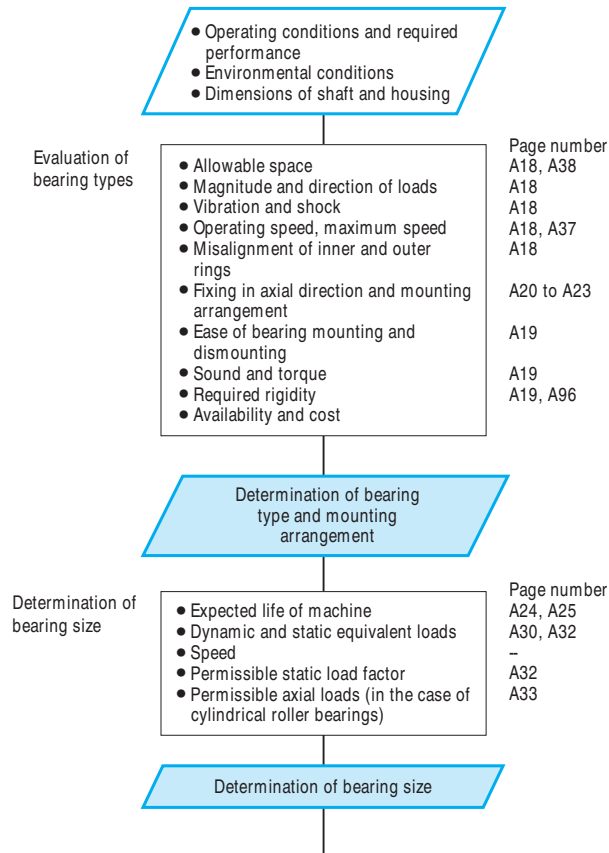 ● Operating conditions and required
performance
● Environmental conditions
● Dimensions of shaft and housing
Evaluation of
bearing types
Page number
● Allowable space A18, A38
● Magnitude and direction of loads A18
● Vibration and shock A18
● Operating speed, maximum speed A18, A37
● Misalignment of inner and outer A18
rings
● Fixing in axial direction and mounting A20 to A23
arrangement
● Ease of bearing mounting and A19
dismounting
● Sound and torque A19
● Required rigidity A19, A96
● Availability and cost
Determination of bearing
type and mounting
arrangement
Determination of
bearing size
Page number
● Expected life of machine A24, A25
● Dynamic and static equivalent loads A30, A32
● Speed --
● Permissible static load factor A32
● Permissible axial loads (in the case of A33
cylindrical roller bearings)
Determination of bearing size